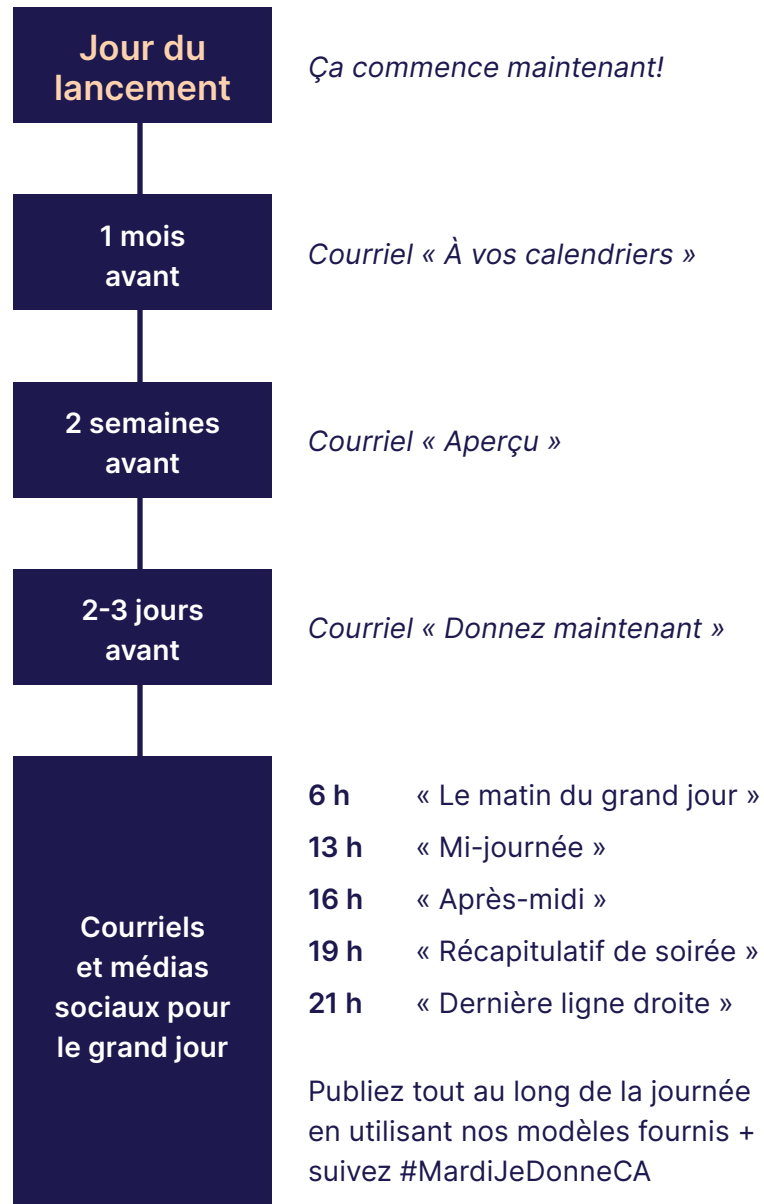 Jour du
lancement
Ça commence maintenant!
1 mois
avant
Courriel « À vos calendriers »
2 semaines
avant
Courriel « Aperçu »
2-3 jours
avant
Courriel « Donnez maintenant »
Courriels
et médias
sociaux pour
le grand jour
6 h « Le matin du grand jour »
13 h « Mi-journée »
16 h « Après-midi »
19 h « Récapitulatif de soirée »
21 h « Dernière ligne droite »
Publiez tout au long de la journée
en utilisant nos modèles fournis +
suivez #MardiJeDonneCA